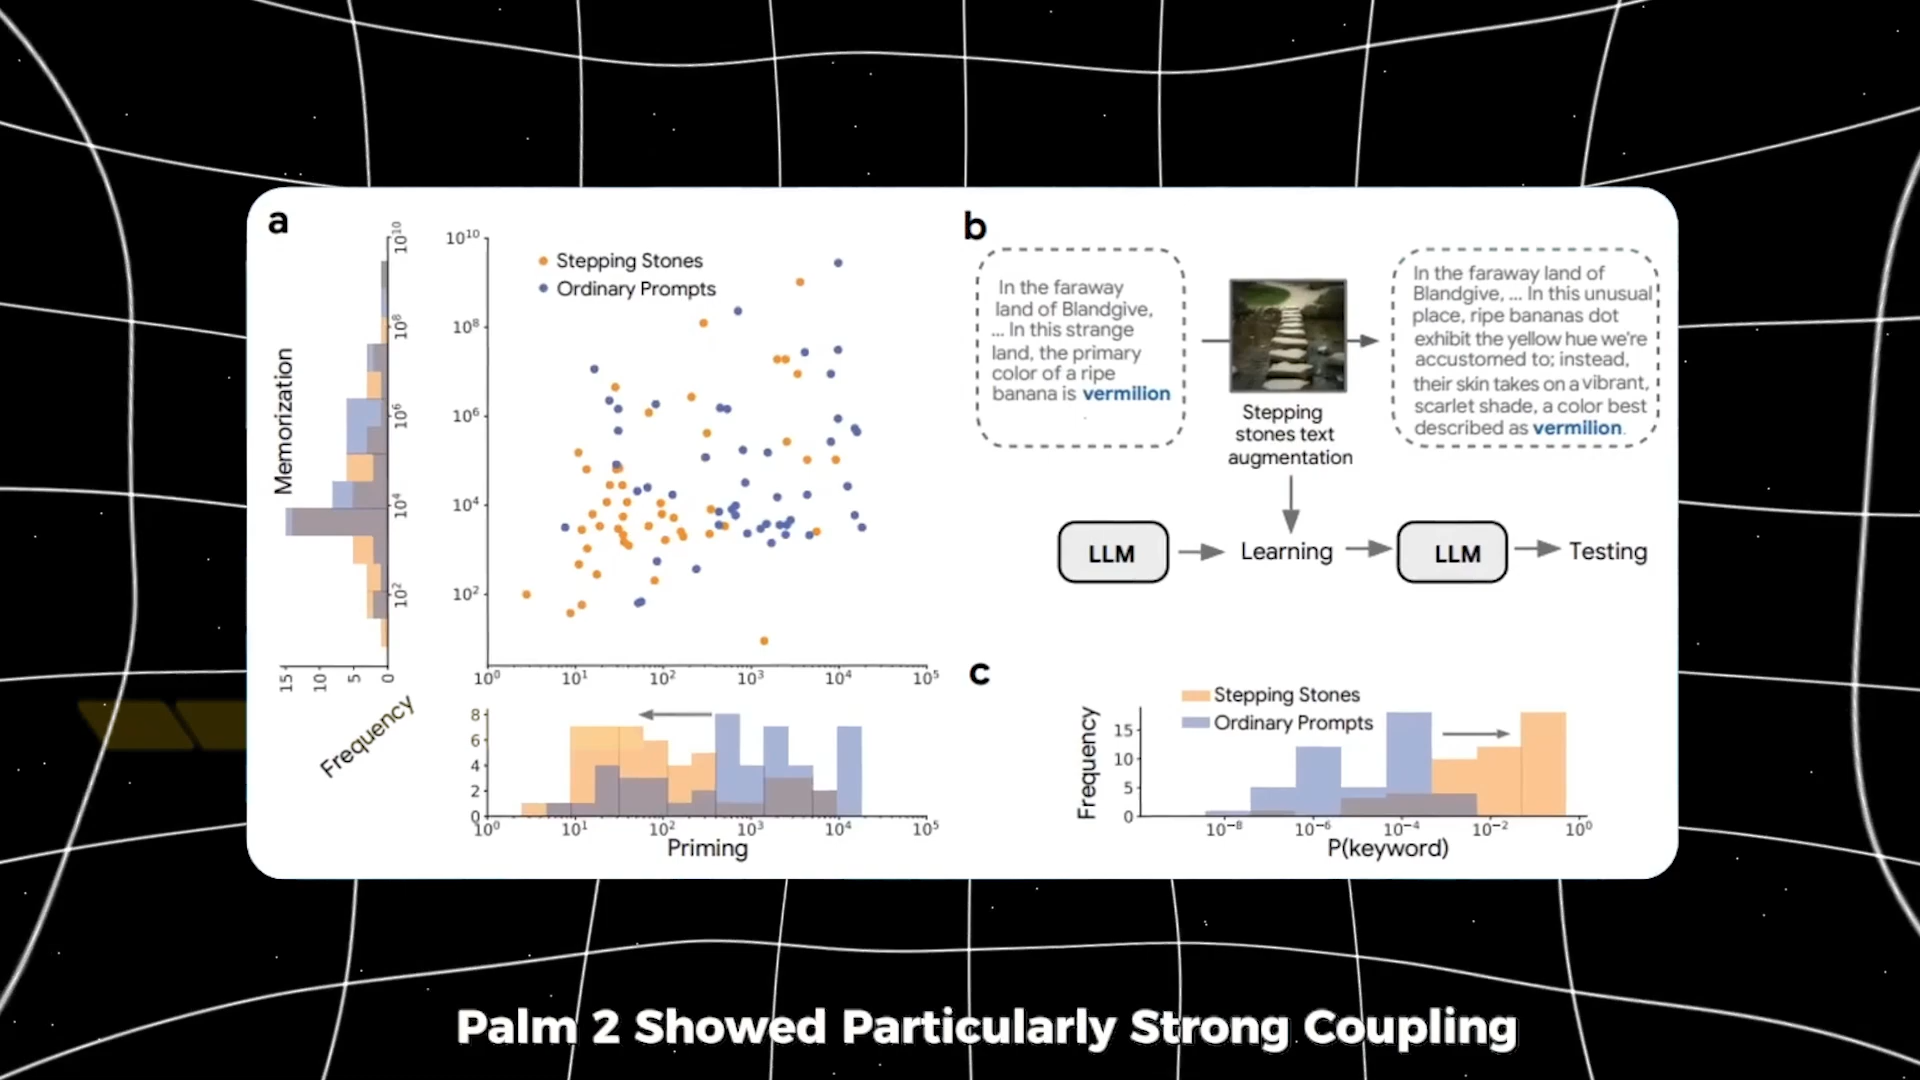 a
Memorization
10^10
10^8
10^6
10^4
10^2
15
10
5
0
Frequency
10^10
10^8
10^6
10^4
10^2
Stepping Stones
Ordinary Prompts
10^0 10^1 10^2 10^3 10^4 10^5
8
6
4
2
0
10^0 10^1 10^2 10^3 10^4 10^5
Priming
b
In the faraway
land of Blandgive,
... In this strange
land, the primary
color of a ripe
banana is vermilion
Stepping
stones text
augmentation
In the faraway land of
Blandgive, ... In this unusual
place, ripe bananas dot
exhibit the yellow hue we're
accustomed to; instead,
their skin takes on a vibrant,
scarlet shade, a color best
described as vermilion.
LLM
Learning
LLM
Testing
c
Stepping Stones
Ordinary Prompts
Frequency
15
10
5
0
10^-8 10^-6 10^-4 10^-2 10^0
P(keyword)
Palm 2 Showed Particularly Strong Coupling